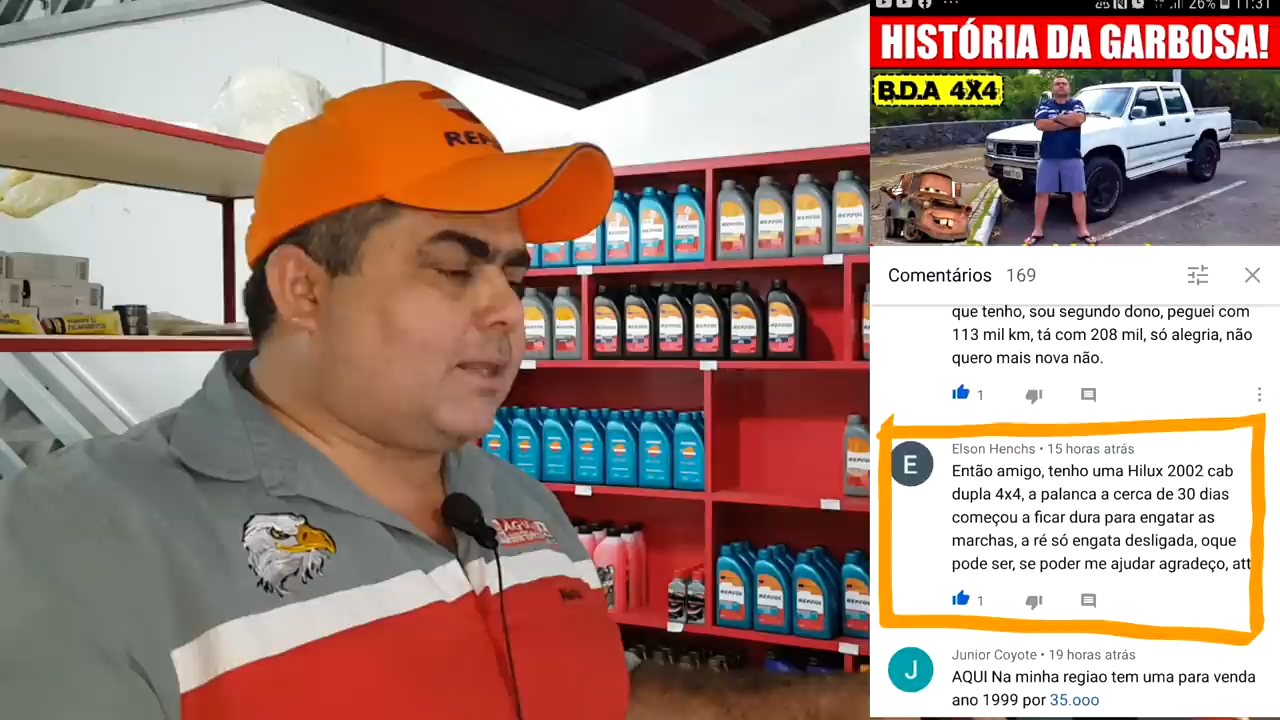 REPSOL
26% 11:31
HISTÓRIA DA GARBOSA!
B.D.A 4X4
Comentários 169
que tenho, sou segundo dono, peguei com
113 mil km, tá com 208 mil, só alegria, não
quero mais nova não.
1
E
Elson Henchs • 15 horas atrás
Então amigo, tenho uma Hilux 2002 cab
dupla 4x4, a palanca a cerca de 30 dias
começou a ficar dura para engatar as
marchas, a ré só engata desligada, oque
pode ser, se poder me ajudar agradeço, att
1
J
Junior Coyote • 19 horas atrás
AQUI Na minha regiao tem uma para venda
ano 1999 por 35.ooo